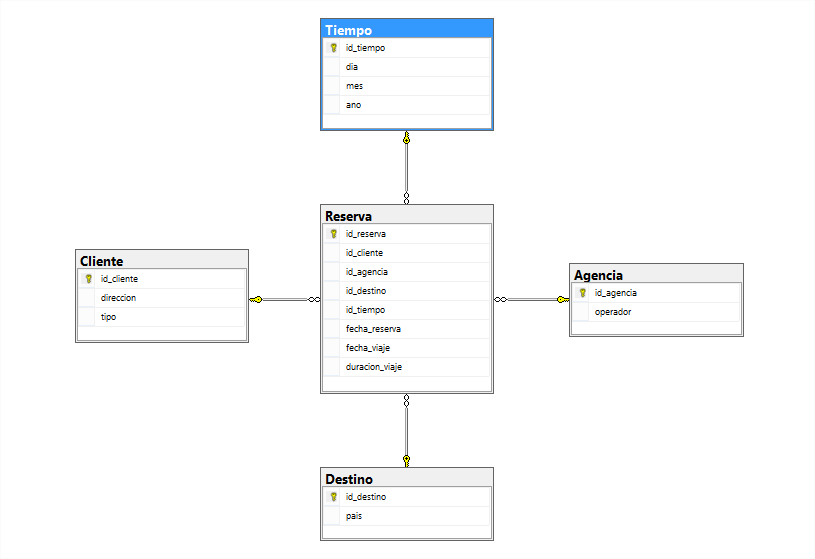 Tiempo
id_tiempo
dia
mes
ano
Reserva
id_reserva
id_cliente
id_agencia
id_destino
id_tiempo
fecha_reserva
fecha_viaje
duracion_viaje
Cliente
id_cliente
direccion
tipo
Agencia
id_agencia
operador
Destino
id_destino
pais